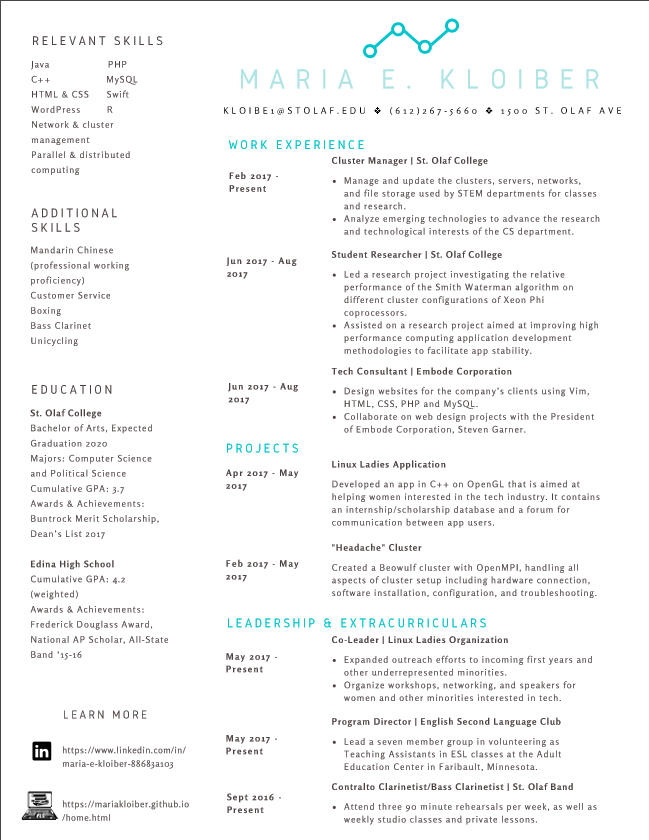 RELEVANT SKILLS
Java PHP
C++ MySQL
HTML & CSS Swift
WordPress R
Network & cluster
management
Parallel & distributed
computing
ADDITIONAL
SKILLS
Mandarin Chinese
(professional working
proficiency)
Customer Service
Boxing
Bass Clarinet
Unicycling
EDUCATION
St. Olaf College
Bachelor of Arts, Expected
Graduation 2020
Majors: Computer Science
and Political Science
Cumulative GPA: 3.7
Awards & Achievements:
Buntrock Merit Scholarship,
Dean's List 2017
Edina High School
Cumulative GPA: 4.2
(weighted)
Awards & Achievements:
Frederick Douglass Award,
National AP Scholar, All-State
Band '15-16
LEARN MORE
in
https://www.linkedin.com/in/
maria-e-kloiber-886832103
https://mariakloiber.github.io
/home.html
MARIA E. KLOIBER
KLOIBE1@STOLAF.EDU ❖ (612)267-5660 ❖ 1500 ST. OLAF AVE
WORK EXPERIENCE
Cluster Manager | St. Olaf College
Feb 2017 -
Present
• Manage and update the clusters, servers, networks,
and file storage used by STEM departments for classes
and research.
• Analyze emerging technologies to advance the research
and technological interests of the CS department.
Student Researcher | St. Olaf College
Jun 2017 - Aug
2017
• Led a research project investigating the relative
performance of the Smith Waterman algorithm on
different cluster configurations of Xeon Phi
coprocessors.
• Assisted on a research project aimed at improving high
performance computing application development
methodologies to facilitate app stability.
Tech Consultant | Embode Corporation
Jun 2017 - Aug
2017
• Design websites for the company's clients using Vim,
HTML, CSS, PHP and MySQL.
• Collaborate on web design projects with the President
of Embode Corporation, Steven Garner.
PROJECTS
Linux Ladies Application
Apr 2017 - May
2017
Developed an app in C++ on OpenGL that is aimed at
helping women interested in the tech industry. It contains
an internship/scholarship database and a forum for
communication between app users.
"Headache" Cluster
Feb 2017 - May
2017
Created a Beowulf cluster with OpenMPI, handling all
aspects of cluster setup including hardware connection,
software installation, configuration, and troubleshooting.
LEADERSHIP & EXTRACURRICULARS
Co-Leader | Linux Ladies Organization
May 2017 -
Present
• Expanded outreach efforts to incoming first years and
other underrepresented minorities.
• Organize workshops, networking, and speakers for
women and other minorities interested in tech.
Program Director | English Second Language Club
May 2017 -
Present
• Lead a seven member group in volunteering as
Teaching Assistants in ESL classes at the Adult
Education Center in Faribault, Minnesota.
Contralto Clarinetist/Bass Clarinetist | St. Olaf Band
Sept 2016 -
Present
• Attend three 90 minute rehearsals per week, as well as
weekly studio classes and private lessons.